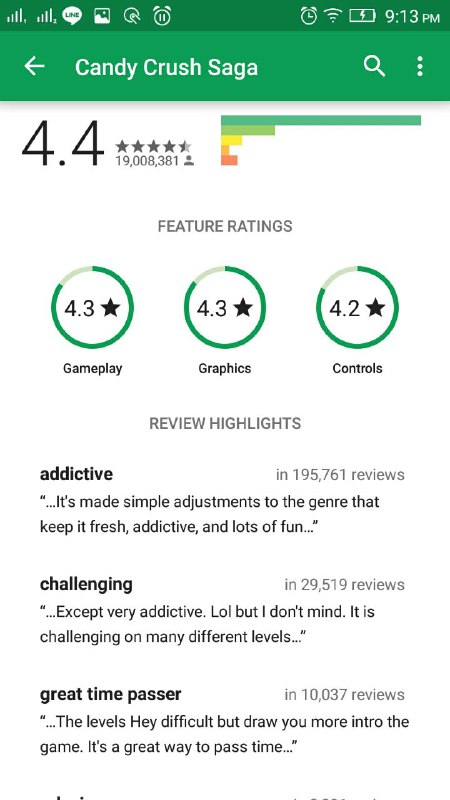 LINE
9:13 PM
Candy Crush Saga
4.4
19,008,381
FEATURE RATINGS
4.3 ★ 4.3 ★ 4.2 ★
Gameplay Graphics Controls
REVIEW HIGHLIGHTS
addictive in 195,761 reviews
“...It's made simple adjustments to the genre that
keep it fresh, addictive, and lots of fun...”
challenging in 29,519 reviews
“...Except very addictive. Lol but I don't mind. It is
challenging on many different levels...”
great time passer in 10,037 reviews
“...The levels Hey difficult but draw you more intro the
game. It's a great way to pass time...”